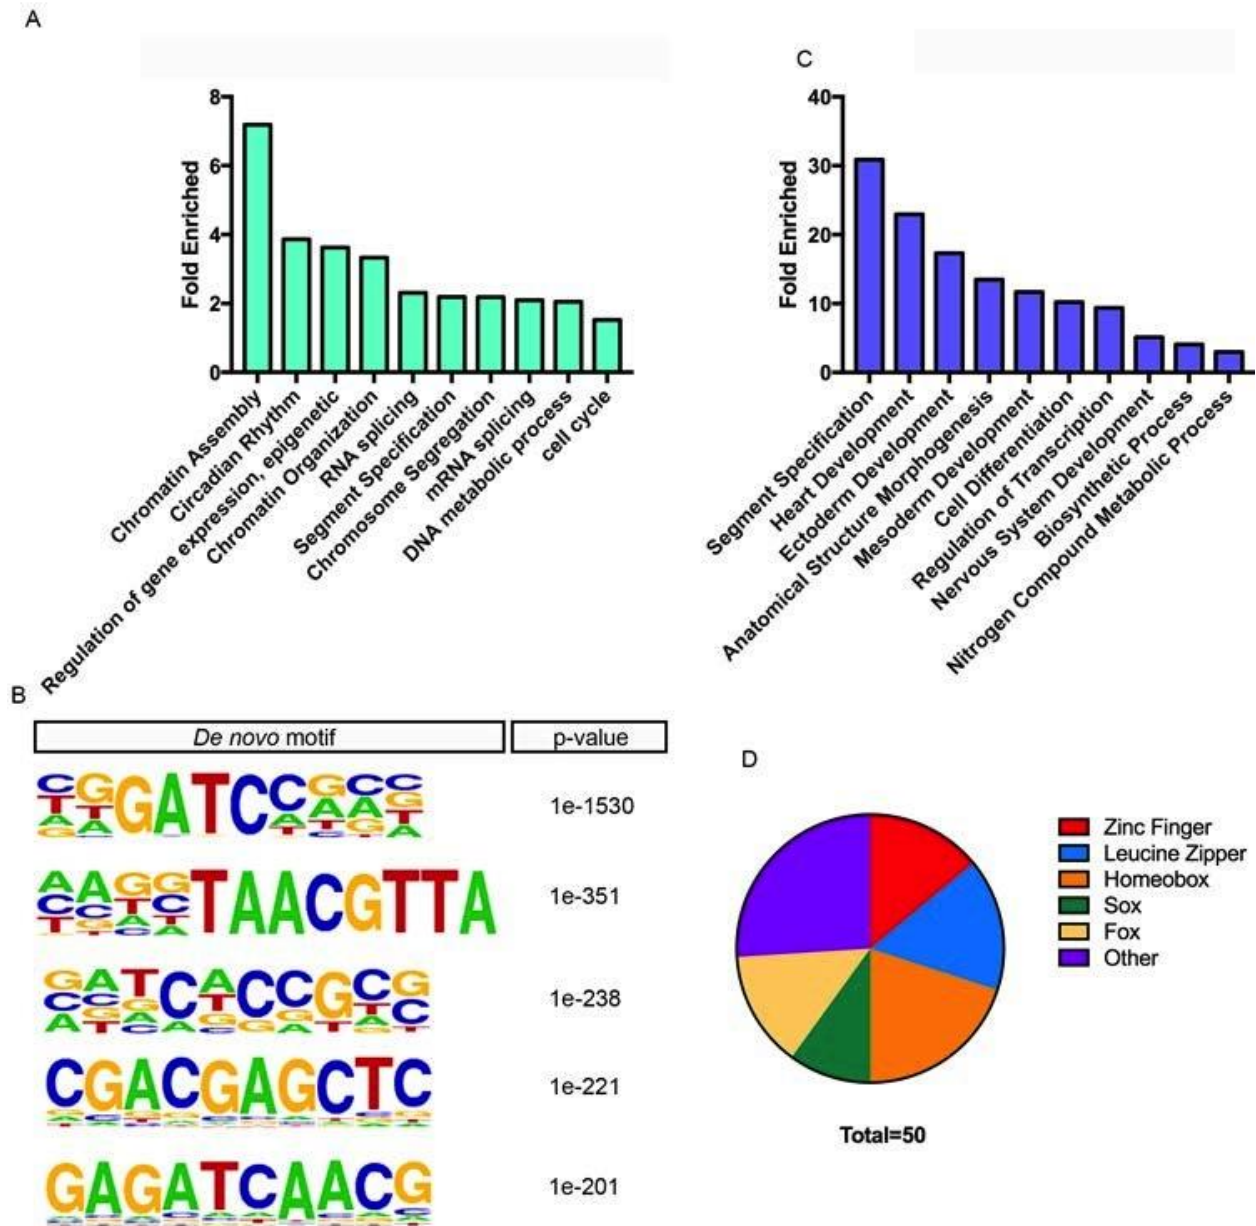 A
8
6
4
2
0
Fold Enriched
Chromatin Assembly
Circadian Rhythm
Regulation of gene expression, epigenetic
Chromatin Organization
RNA splicing
Segment Specification
Chromosome Segregation
mRNA splicing
DNA metabolic process
cell cycle
C
40
30
20
10
0
Fold Enriched
Segment Specification
Heart Development
Ectoderm Development
Anatomical Structure Morphogenesis
Mesoderm Development
Cell Differentiation
Regulation of Transcription
Nervous System Development
Biosynthetic Process
Nitrogen Compound Metabolic Process
B
De novo motif p-value
GATC 1e-1530
TAACGTTA 1e-351
1e-238
CGACGAGCTC 1e-221
GAGATCAACG 1e-201
D
Zinc Finger
Leucine Zipper
Homeobox
Sox
Fox
Other
Total=50